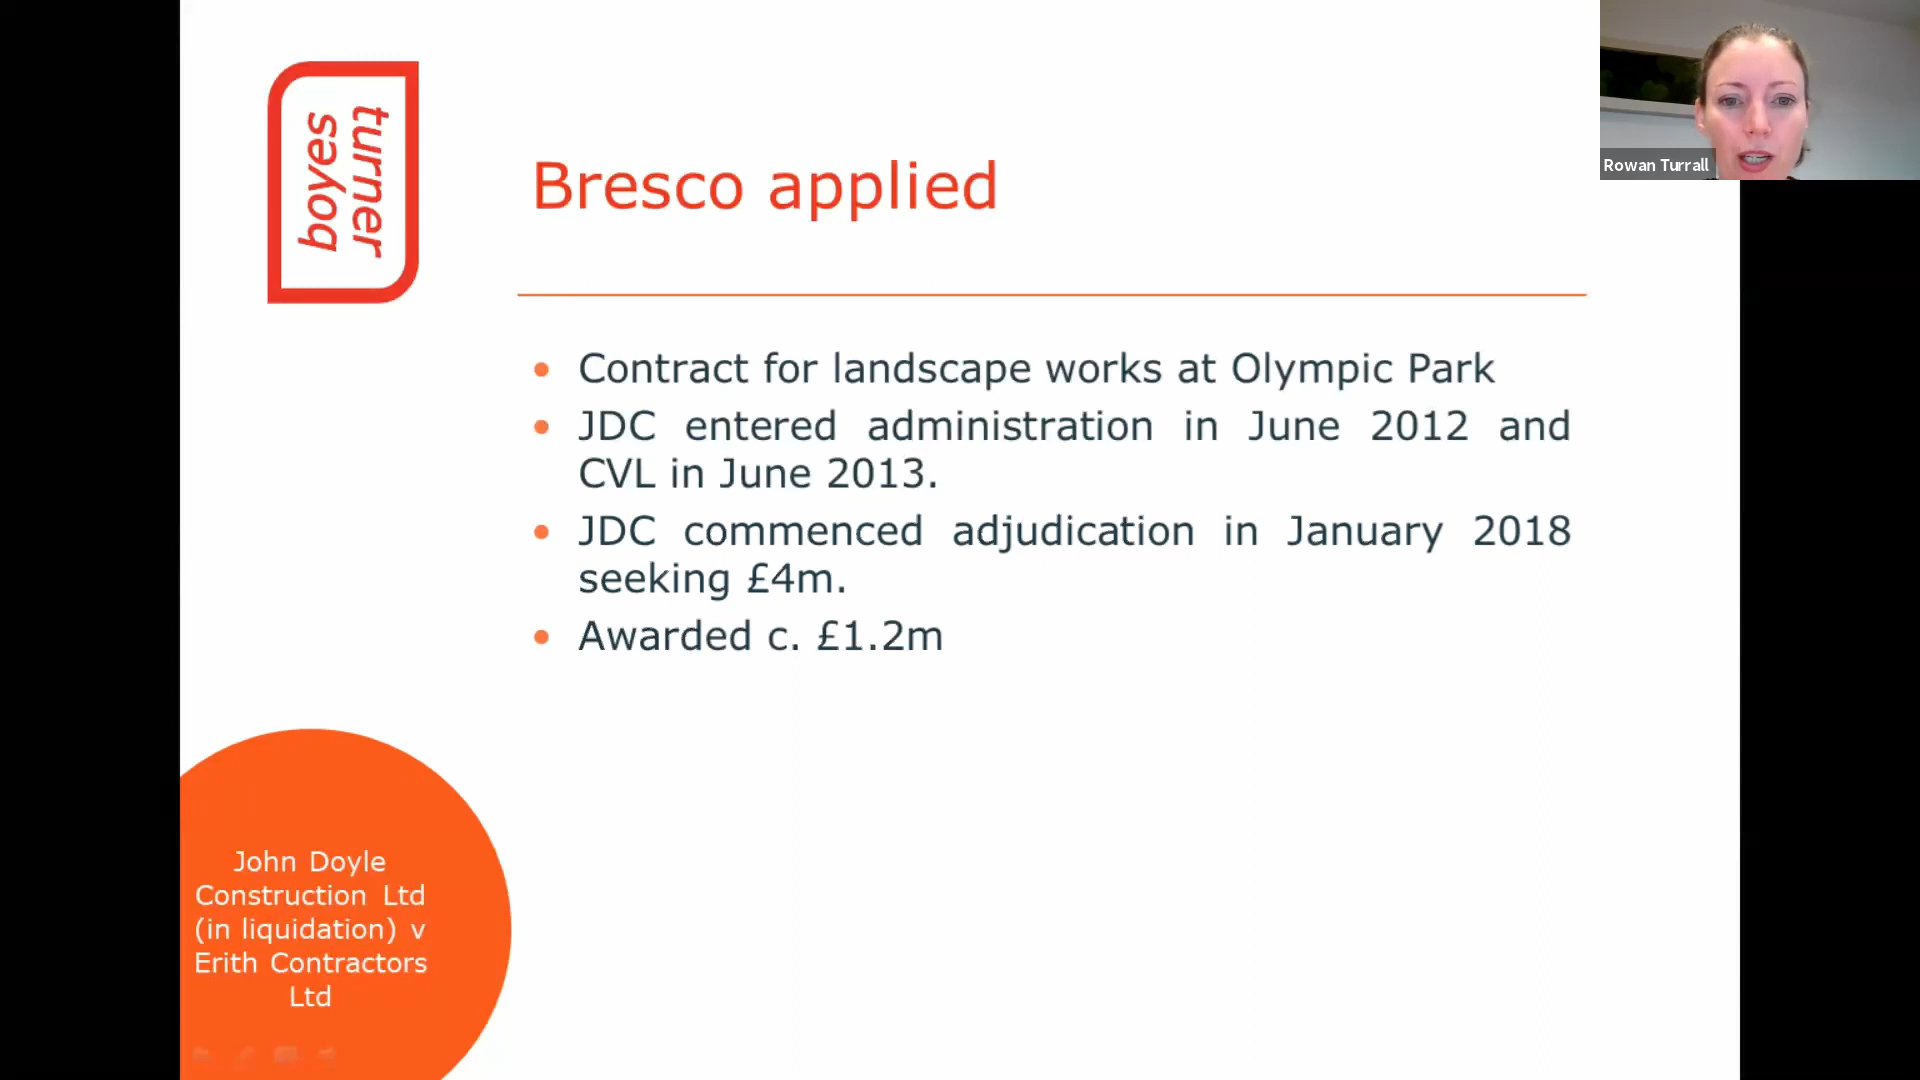 boyes
turner
Bresco applied
Rowan Turrall
Contract for landscape works at Olympic Park
JDC entered administration in June 2012 and
CVL in June 2013.
JDC commenced adjudication in January 2018
seeking £4m.
Awarded c. £1.2m
John Doyle
Construction Ltd
(in liquidation) v
Erith Contractors
Ltd